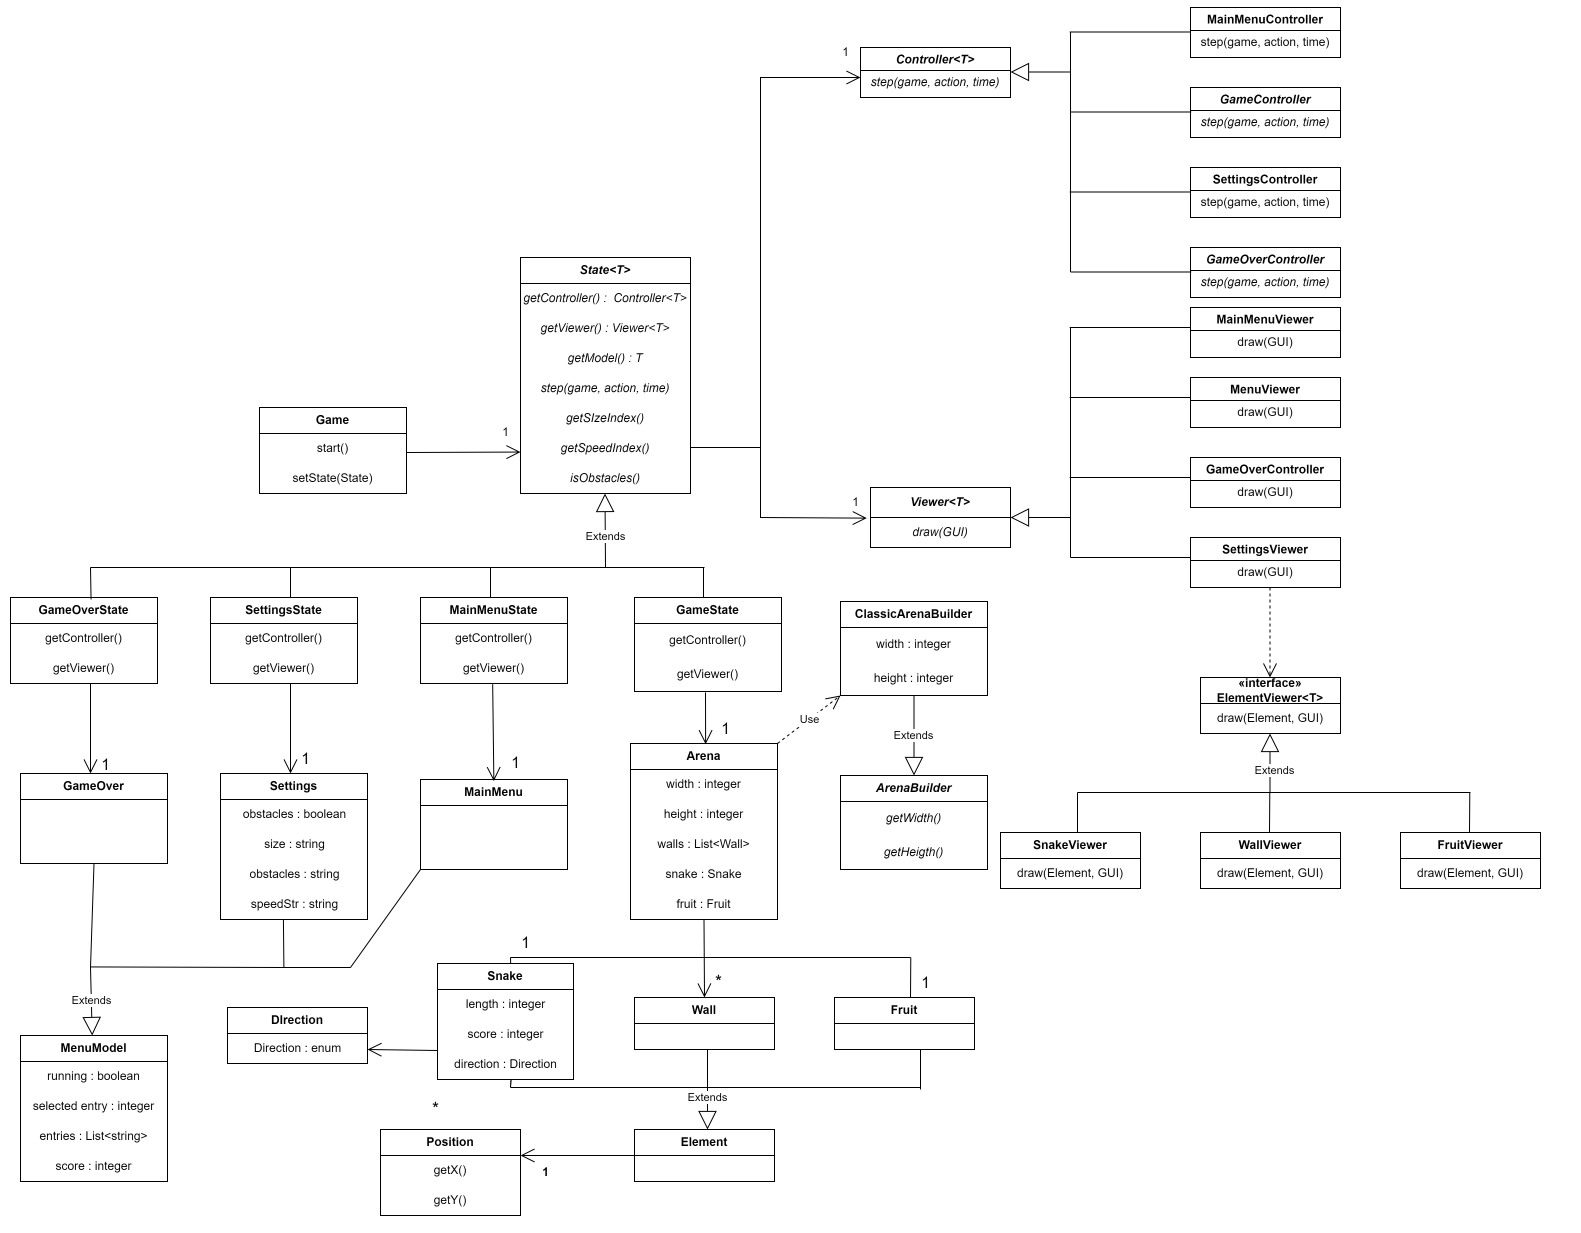 MainMenuController
step(game, action, time)
1
Controller<T>
step(game, action, time)
GameController
step(game, action, time)
SettingsController
step(game, action, time)
GameOverController
step(game, action, time)
State<T>
getController() :  Controller<T>
getViewer() : Viewer<T>
getModel() : T
step(game, action, time)
getSIzeIndex()
getSpeedIndex()
isObstacles()
Game
start()
setState(State)
1
MainMenuViewer
draw(GUI)
MenuViewer
draw(GUI)
GameOverController
draw(GUI)
SettingsViewer
draw(GUI)
1
Viewer<T>
draw(GUI)
Extends
GameOverState
getController()
getViewer()
SettingsState
getController()
getViewer()
MainMenuState
getController()
getViewer()
GameState
getController()
getViewer()
ClassicArenaBuilder
width : integer
height : integer
Use
Extends
ArenaBuilder
getWidth()
getHeigth()
«interface»
ElementViewer<T>
draw(Element, GUI)
Extends
SnakeViewer
draw(Element, GUI)
WallViewer
draw(Element, GUI)
FruitViewer
draw(Element, GUI)
1
GameOver
1
Settings
obstacles : boolean
size : string
obstacles : string
speedStr : string
1
MainMenu
1
Arena
width : integer
height : integer
walls : List<Wall>
snake : Snake
fruit : Fruit
1
Snake
length : integer
score : integer
direction : Direction
*
Wall
1
Fruit
Extends
MenuModel
running : boolean
selected entry : integer
entries : List<string>
score : integer
DIrection
Direction : enum
Extends
*
Position
getX()
getY()
1
Element